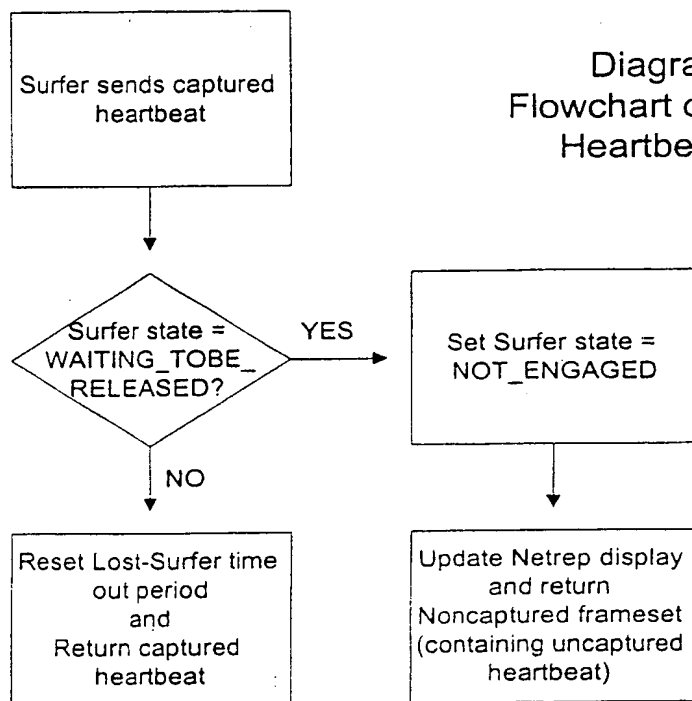 Surfer sends captured
heartbeat
Diagra
Flowchart o
Heartbe
Surfer state =
WAITING_TOBE_
RELEASED?
YES
Set Surfer state =
NOT_ENGAGED
NO
Reset Lost-Surfer time
out period
and
Return captured
heartbeat
Update Netrep display
and return
Noncaptured frameset
(containing uncaptured
heartbeat)